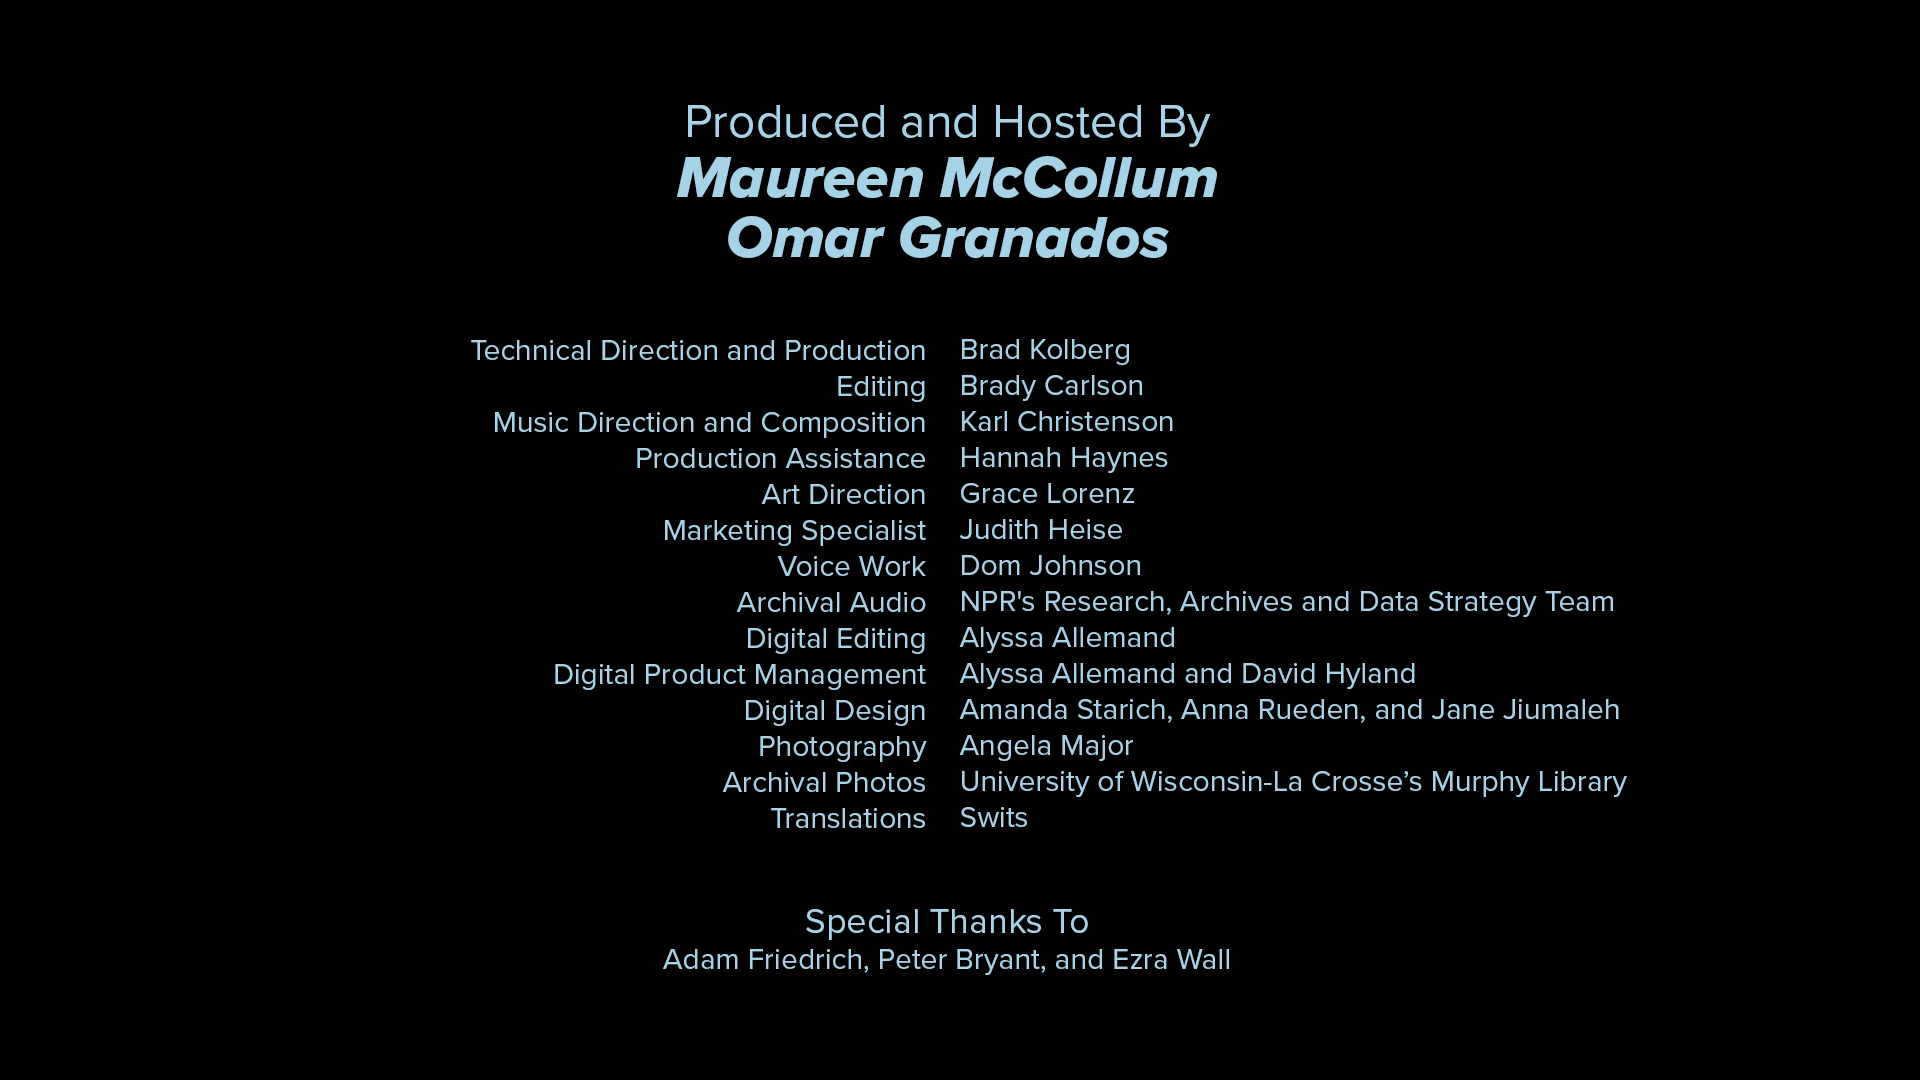 Produced and Hosted By
Maureen McCollum
Omar Granados
Technical Direction and Production Brad Kolberg
Editing Brady Carlson
Music Direction and Composition Karl Christenson
Production Assistance Hannah Haynes
Art Direction Grace Lorenz
Marketing Specialist Judith Heise
Voice Work Dom Johnson
Archival Audio NPR's Research, Archives and Data Strategy Team
Digital Editing Alyssa Allemand
Digital Product Management Alyssa Allemand and David Hyland
Digital Design Amanda Starich, Anna Rueden, and Jane Jiumaleh
Photography Angela Major
Archival Photos University of Wisconsin-La Crosse’s Murphy Library
Translations Swits
Special Thanks To
Adam Friedrich, Peter Bryant, and Ezra Wall